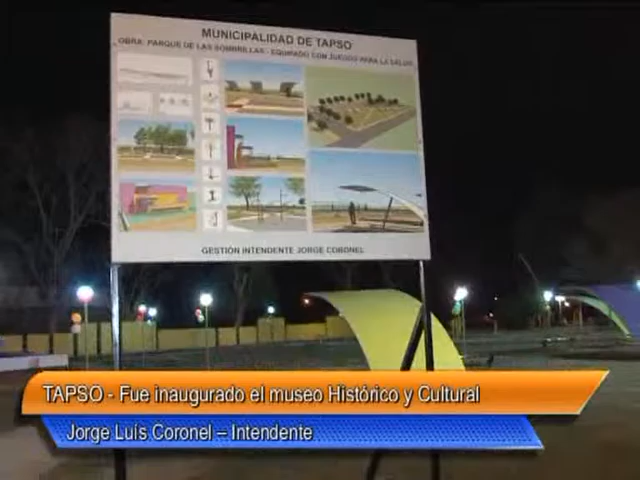 MUNICIPALIDAD DE TAPSO
OBRA: PARQUE DE LAS SOMBRILLAS - EQUIPADO CON JUEGOS PARA LA SALUD
GESTIÓN INTENDENTE JORGE CORONEL
TAPSO - Fue inaugurado el museo Histórico y Cultural
Jorge Luís Coronel – Intendente